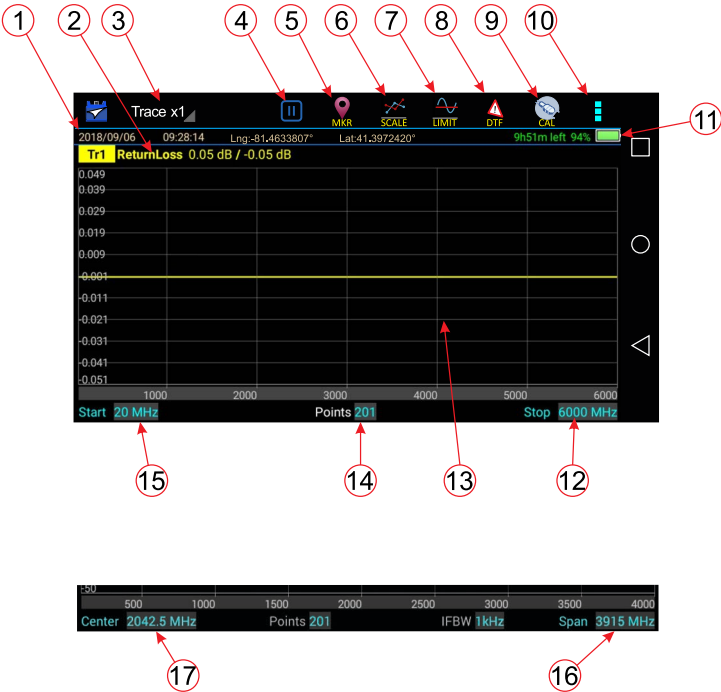 1 2 3 4 5 6 7 8 9 10
Trace x1
MKR SCALE LIMIT DTF CAL
11
2018/09/06 09:28:14 Lng:-81.4633807° Lat:41.3972420° 9h51m left 94%
Tr1 ReturnLoss 0.05 dB / -0.05 dB
0.049
0.039
0.029
0.019
0.009
-0.001
-0.011
-0.021
-0.031
-0.041
-0.051
1000 2000 3000 4000 5000 6000
Start 20 MHz Points 201 Stop 6000 MHz
15 14 13 12
-50
500 1000 1500 2000 2500 3000 3500 4000
Center 2042.5 MHz Points 201 IFBW 1kHz Span 3915 MHz
17 16